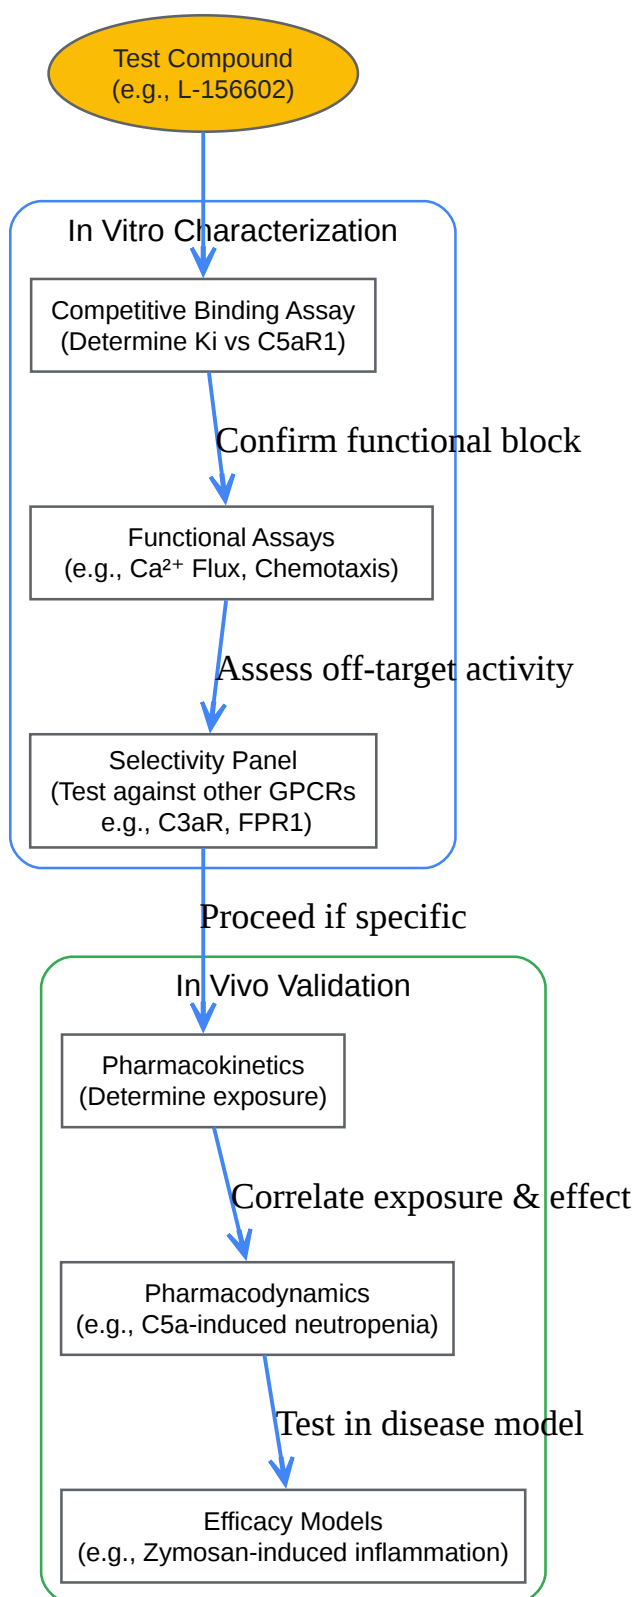 Test Compound
(e.g., L-156602)
In Vitro Characterization
Competitive Binding Assay
(Determine Ki vs C5aR1)
Confirm functional block
Functional Assays
(e.g., Ca²⁺ Flux, Chemotaxis)
Assess off-target activity
Selectivity Panel
(Test against other GPCRs
e.g., C3aR, FPR1)
Proceed if specific
In Vivo Validation
Pharmacokinetics
(Determine exposure)
Correlate exposure & effect
Pharmacodynamics
(e.g., C5a-induced neutropenia)
Test in disease model
Efficacy Models
(e.g., Zymosan-induced inflammation)